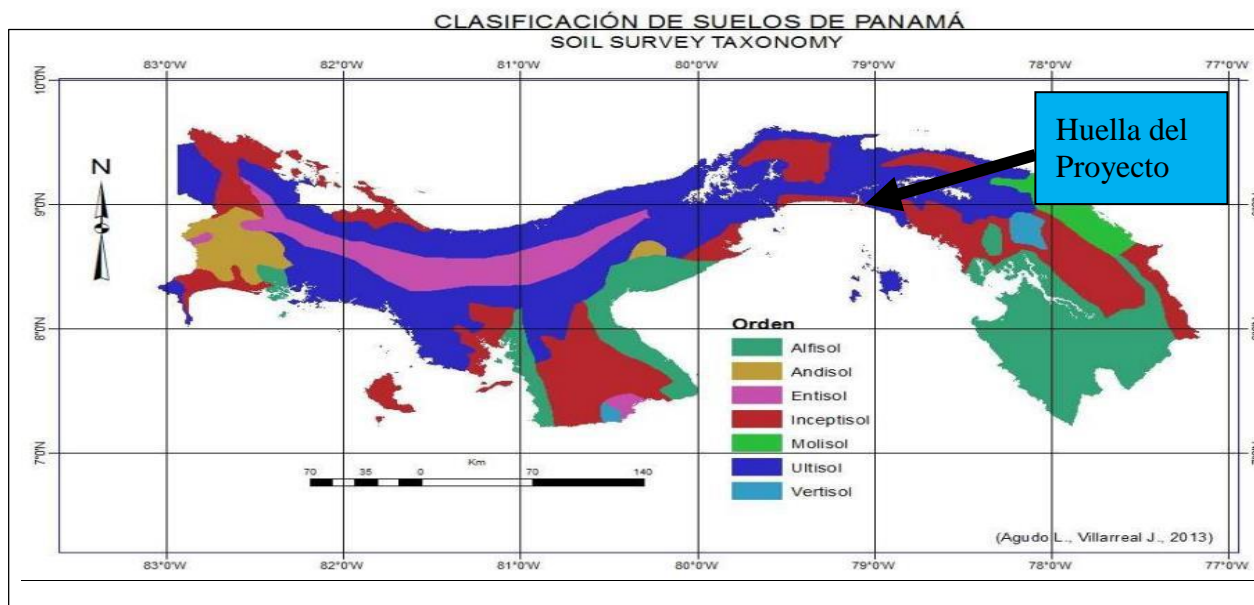 CLASIFICACIÓN DE SUELOS DE PANAMÁ
SOIL SURVEY TAXONOMY
83°0'W 82°0'W 81°0'W 80°0'W 79°0'W 78°0'W 77°0'W
10°0'N
Huella del
Proyecto
N
9°0'N
8°0'N
7°0'N
Orden
Alfisol
Andisol
Entisol
Inceptisol
Molisol
Ultisol
Vertisol
Km
70 35 0 70 140
(Agudo L., Villarreal J., 2013)
83°0'W 82°0'W 81°0'W 80°0'W 79°0'W 78°0'W 77°0'W